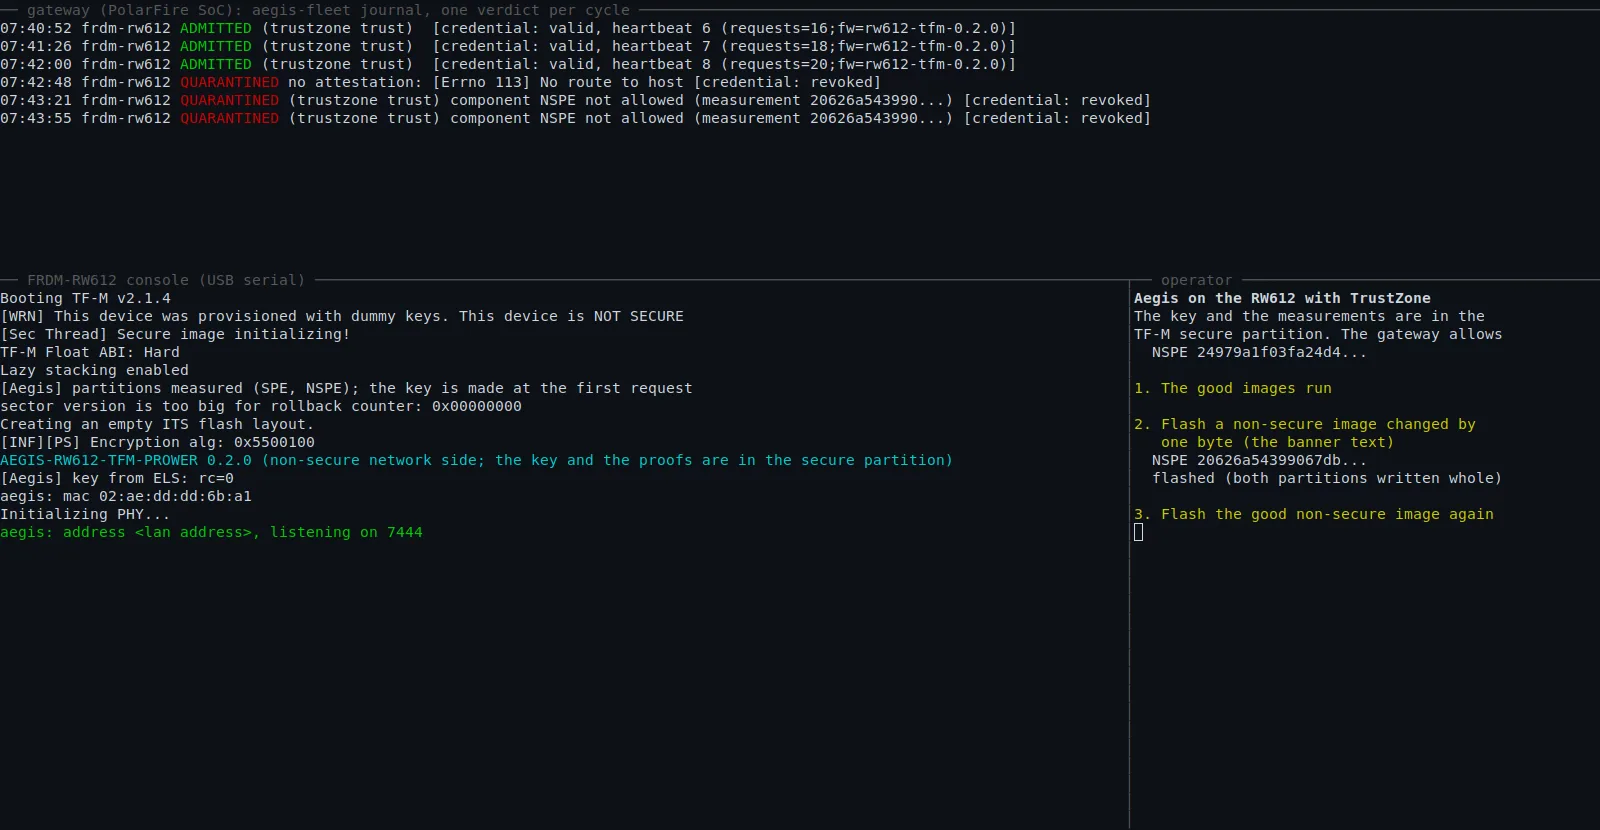 gateway (PolarFire SoC): aegis-fleet journal, one verdict per cycle
07:40:52 frdm-rw612 ADMITTED (trustzone trust)  [credential: valid, heartbeat 6 (requests=16;fw=rw612-tfm-0.2.0)]
07:41:26 frdm-rw612 ADMITTED (trustzone trust)  [credential: valid, heartbeat 7 (requests=18;fw=rw612-tfm-0.2.0)]
07:42:00 frdm-rw612 ADMITTED (trustzone trust)  [credential: valid, heartbeat 8 (requests=20;fw=rw612-tfm-0.2.0)]
07:42:48 frdm-rw612 QUARANTINED no attestation: [Errno 113] No route to host [credential: revoked]
07:43:21 frdm-rw612 QUARANTINED (trustzone trust) component NSPE not allowed (measurement 20626a543990...) [credential: revoked]
07:43:55 frdm-rw612 QUARANTINED (trustzone trust) component NSPE not allowed (measurement 20626a543990...) [credential: revoked]
FRDM-RW612 console (USB serial)
Booting TF-M v2.1.4
[WRN] This device was provisioned with dummy keys. This device is NOT SECURE
[Sec Thread] Secure image initializing!
TF-M Float ABI: Hard
Lazy stacking enabled
[Aegis] partitions measured (SPE, NSPE); the key is made at the first request
sector version is too big for rollback counter: 0x00000000
Creating an empty ITS flash layout.
[INF][PS] Encryption alg: 0x5500100
AEGIS-RW612-TFM-PROWER 0.2.0 (non-secure network side; the key and the proofs are in the secure partition)
[Aegis] key from ELS: rc=0
aegis: mac 02:ae:dd:dd:6b:a1
Initializing PHY...
aegis: address <lan address>, listening on 7444
operator
Aegis on the RW612 with TrustZone
The key and the measurements are in the
TF-M secure partition. The gateway allows
NSPE 24979a1f03fa24d4...
1. The good images run
2. Flash a non-secure image changed by
one byte (the banner text)
NSPE 20626a54399067db...
flashed (both partitions written whole)
3. Flash the good non-secure image again